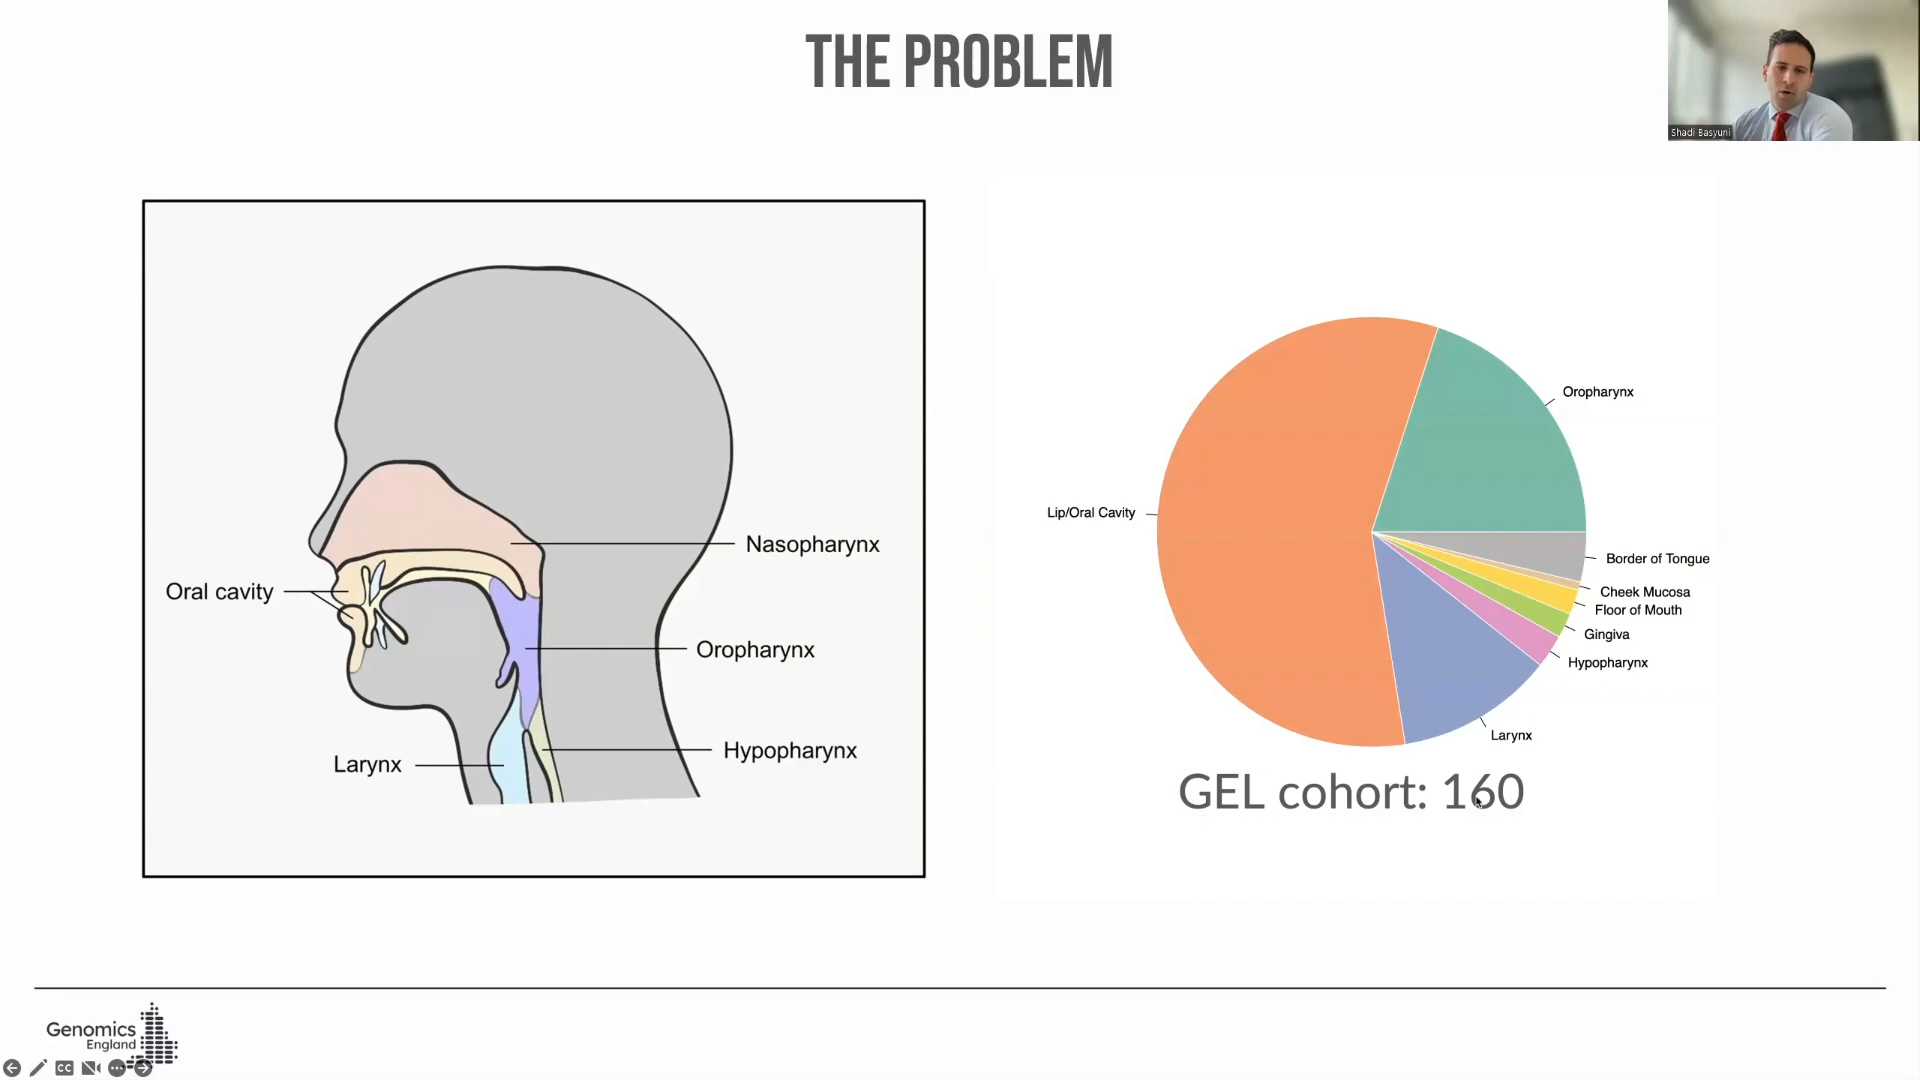 THE PROBLEM
Shadi Basyuni
Nasopharynx
Oral cavity
Oropharynx
Hypopharynx
Larynx
Oropharynx
Lip/Oral Cavity
Border of Tongue
Cheek Mucosa
Floor of Mouth
Gingiva
Hypopharynx
Larynx
GEL cohort: 160
Genomics
England
CC